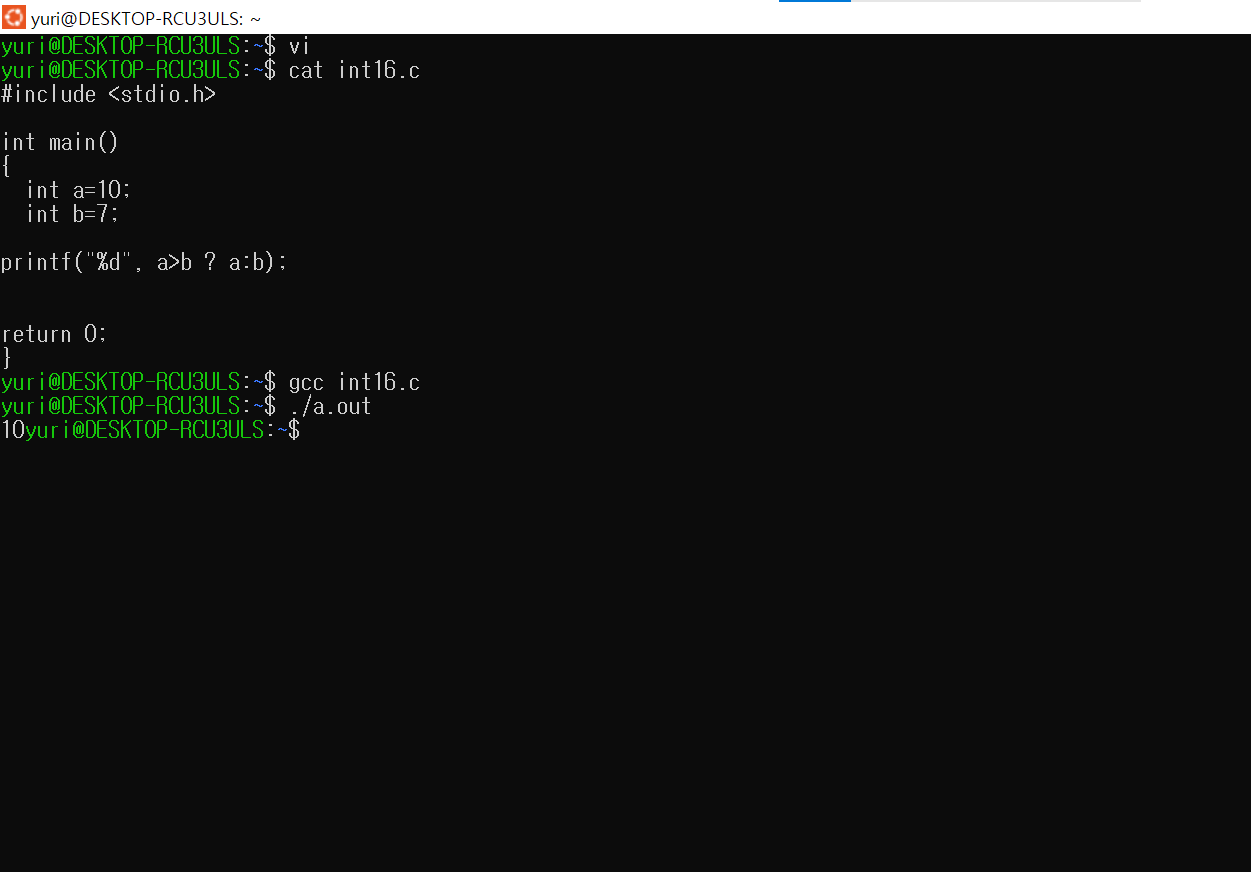 yuri@DESKTOP-RCU3ULS: ~
yuri@DESKTOP-RCU3ULS:~$ vi
yuri@DESKTOP-RCU3ULS:~$ cat int16.c
#include <stdio.h>
int main()
{
  int a=10;
  int b=7;
printf("%d", a>b ? a:b);
return 0;
}
yuri@DESKTOP-RCU3ULS:~$ gcc int16.c
yuri@DESKTOP-RCU3ULS:~$ ./a.out
10yuri@DESKTOP-RCU3ULS:~$